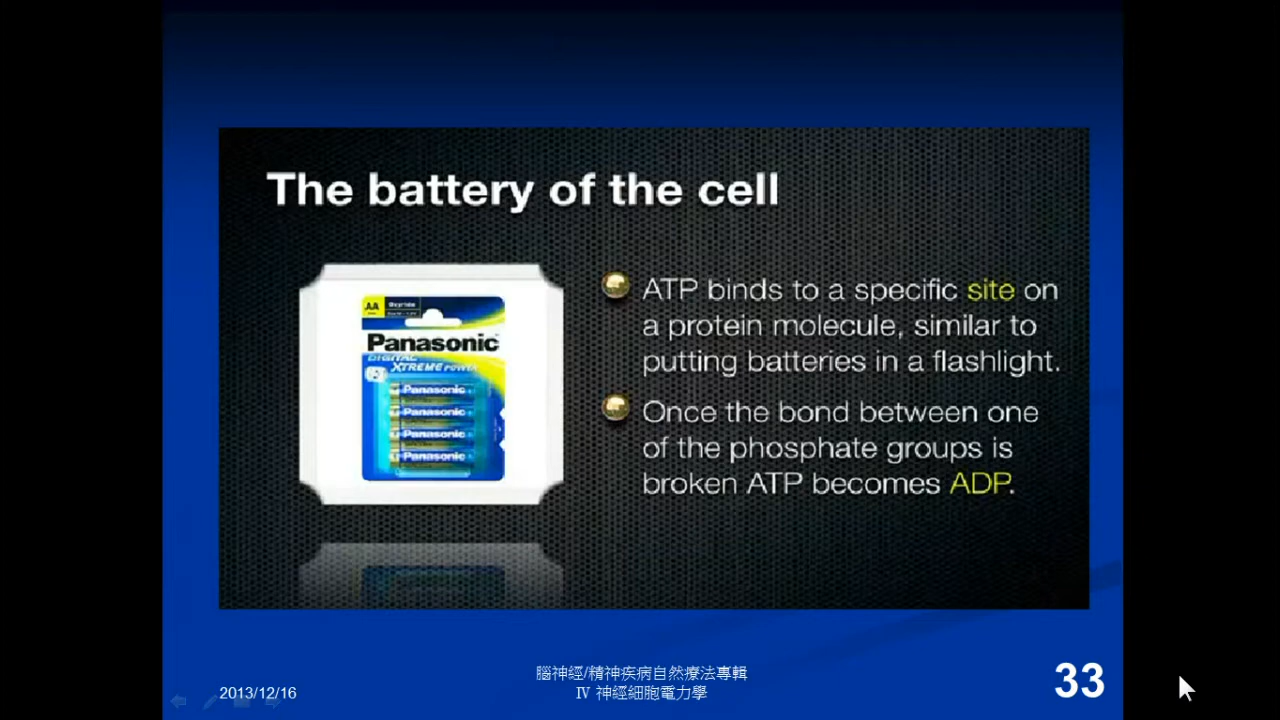 The battery of the cell
AA
Panasonic
DIGITAL
XTREME POWER
Panasonic
Panasonic
Panasonic
Panasonic
ATP binds to a specific site on
a protein molecule, similar to
putting batteries in a flashlight.
Once the bond between one
of the phosphate groups is
broken ATP becomes ADP.
2013/12/16
腦神經/精神疾病自然療法專輯
Ⅳ 神經細胞電力學
33